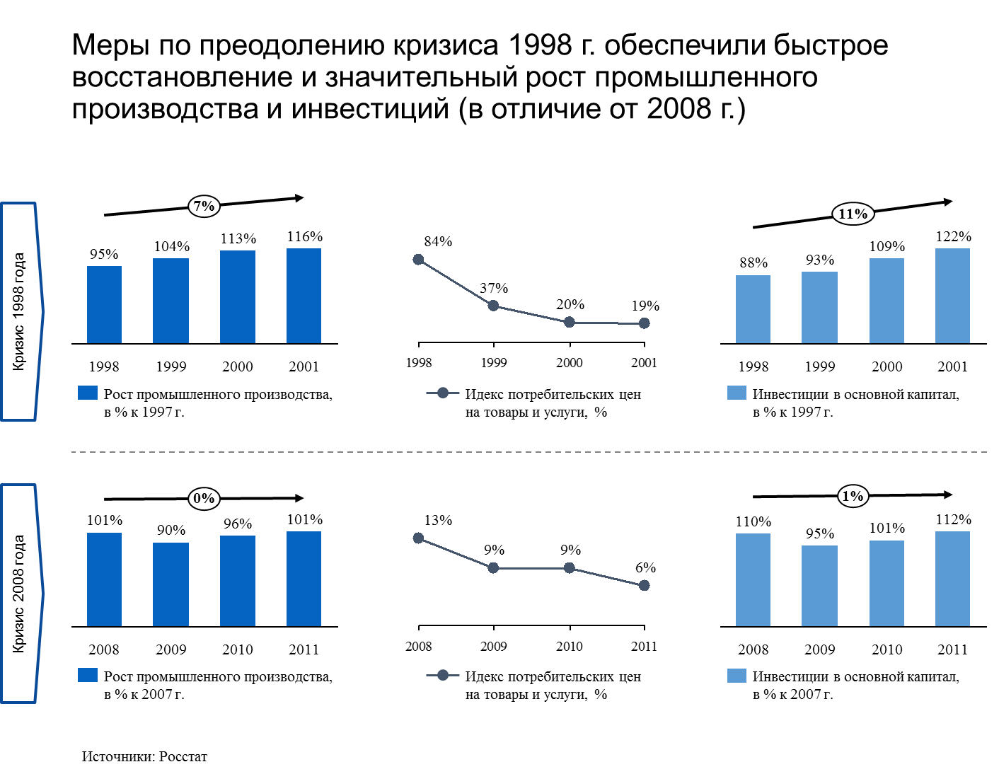 Меры по преодолению кризиса 1998 г. обеспечили быстрое
восстановление и значительный рост промышленного
производства и инвестиций (в отличие от 2008 г.)
Кризис 1998 года
7%
95%
104%
113%
116%
1998
1999
2000
2001
Рост промышленного производства,
в % к 1997 г.
84%
37%
20%
19%
1998
1999
2000
2001
Идекс потребительских цен
на товары и услуги, %
11%
88%
93%
109%
122%
1998
1999
2000
2001
Инвестиции в основной капитал,
в % к 1997 г.
Кризис 2008 года
0%
101%
90%
96%
101%
2008
2009
2010
2011
Рост промышленного производства,
в % к 2007 г.
13%
9%
9%
6%
2008
2009
2010
2011
Идекс потребительских цен
на товары и услуги, %
1%
110%
95%
101%
112%
2008
2009
2010
2011
Инвестиции в основной капитал,
в % к 2007 г.
Источники: Росстат